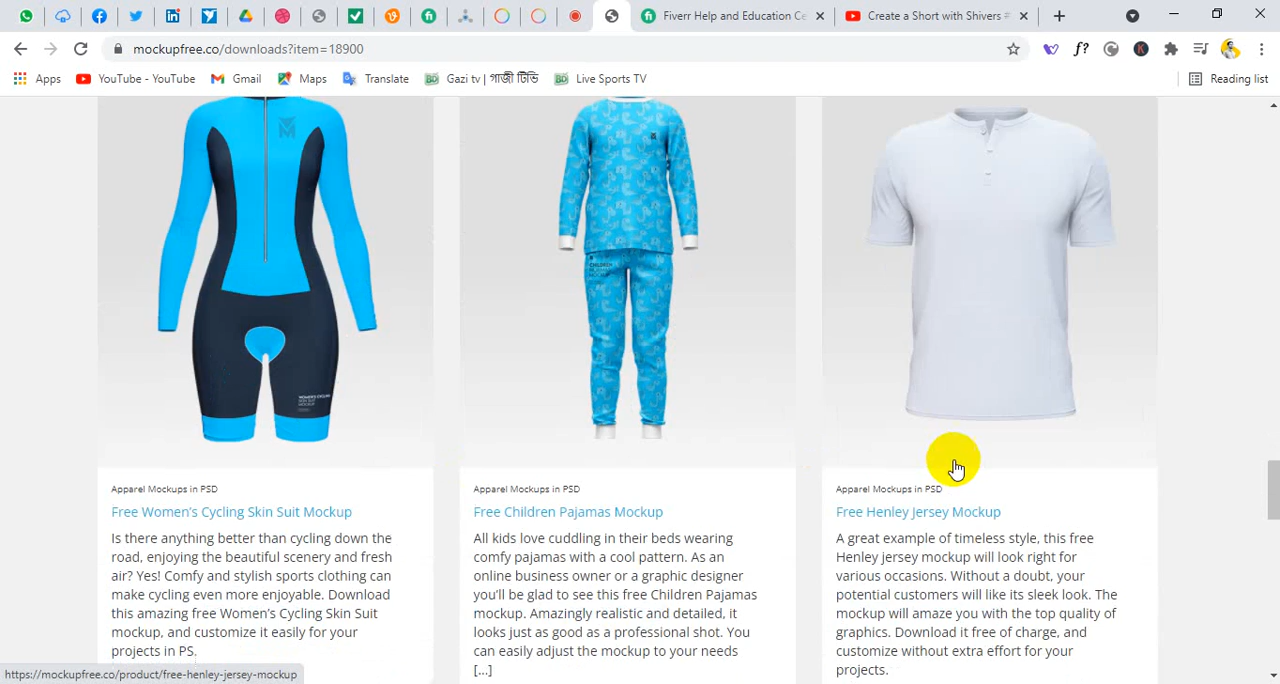 Fiverr Help and Education Ce
Create a Short with Shivers #
mockupfree.co/downloads?item=18900
Apps
YouTube - YouTube
Gmail
Maps
Translate
Gazi tv | গাজী টিভি
Live Sports TV
Reading list
Apparel Mockups in PSD
Free Women’s Cycling Skin Suit Mockup
Is there anything better than cycling down the
road, enjoying the beautiful scenery and fresh
air? Yes! Comfy and stylish sports clothing can
make cycling even more enjoyable. Download
this amazing free Women’s Cycling Skin Suit
mockup, and customize it easily for your
projects in PS.
Apparel Mockups in PSD
Free Children Pajamas Mockup
All kids love cuddling in their beds wearing
comfy pajamas with a cool pattern. As an
online business owner or a graphic designer
you’ll be glad to see this free Children Pajamas
mockup. Amazingly realistic and detailed, it
looks just as good as a professional shot. You
can easily adjust the mockup to your needs
[...]
Apparel Mockups in PSD
Free Henley Jersey Mockup
A great example of timeless style, this free
Henley jersey mockup will look right for
various occasions. Without a doubt, your
potential customers will like its sleek look. The
mockup will amaze you with the top quality of
graphics. Download it free of charge, and
customize without extra effort for your
projects.
https://mockupfree.co/product/free-henley-jersey-mockup